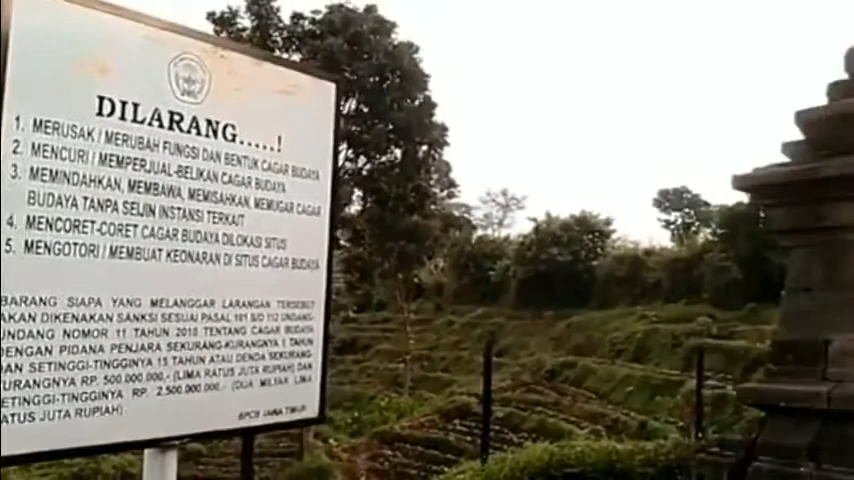 DILARANG.....!
1. MERUSAK / MERUBAH FUNGSI DAN BENTUK CAGAR BUDAYA
2. MENCURI / MEMPERJUAL-BELIKAN CAGAR BUDAYA
3. MEMINDAHKAN, MEMBAWA, MEMISAHKAN, MEMUGAR CAGAR
BUDAYA TANPA SEIJIN INSTANSI TERKAIT
4. MENCORET-CORET CAGAR BUDAYA DILOKASI SITUS
5. MENGOTORI / MEMBUAT KEONARAN DI SITUS CAGAR BUDAYA
BARANG SIAPA YANG MELANGGAR LARANGAN TERSEBUT
AKAN DIKENAKAN SANKSI SESUAI PASAL 101 S/D 112 UNDANG-
UNDANG NOMOR 11 TAHUN 2010 TENTANG CAGAR BUDAYA
DENGAN PIDANA PENJARA SEKURANG-KURANGNYA 1 TAHUN
SETINGGI-TINGGINYA 15 TAHUN ATAU DENDA SEKURANG-
KURANGNYA RP. 500.000.000,- (LIMA RATUS JUTA RUPIAH) DAN
SETINGGI-TINGGINYA RP. 2.500.000.000,- (DUA MILYAR LIMA
RATUS JUTA RUPIAH)
BPCB JAWA TIMUR